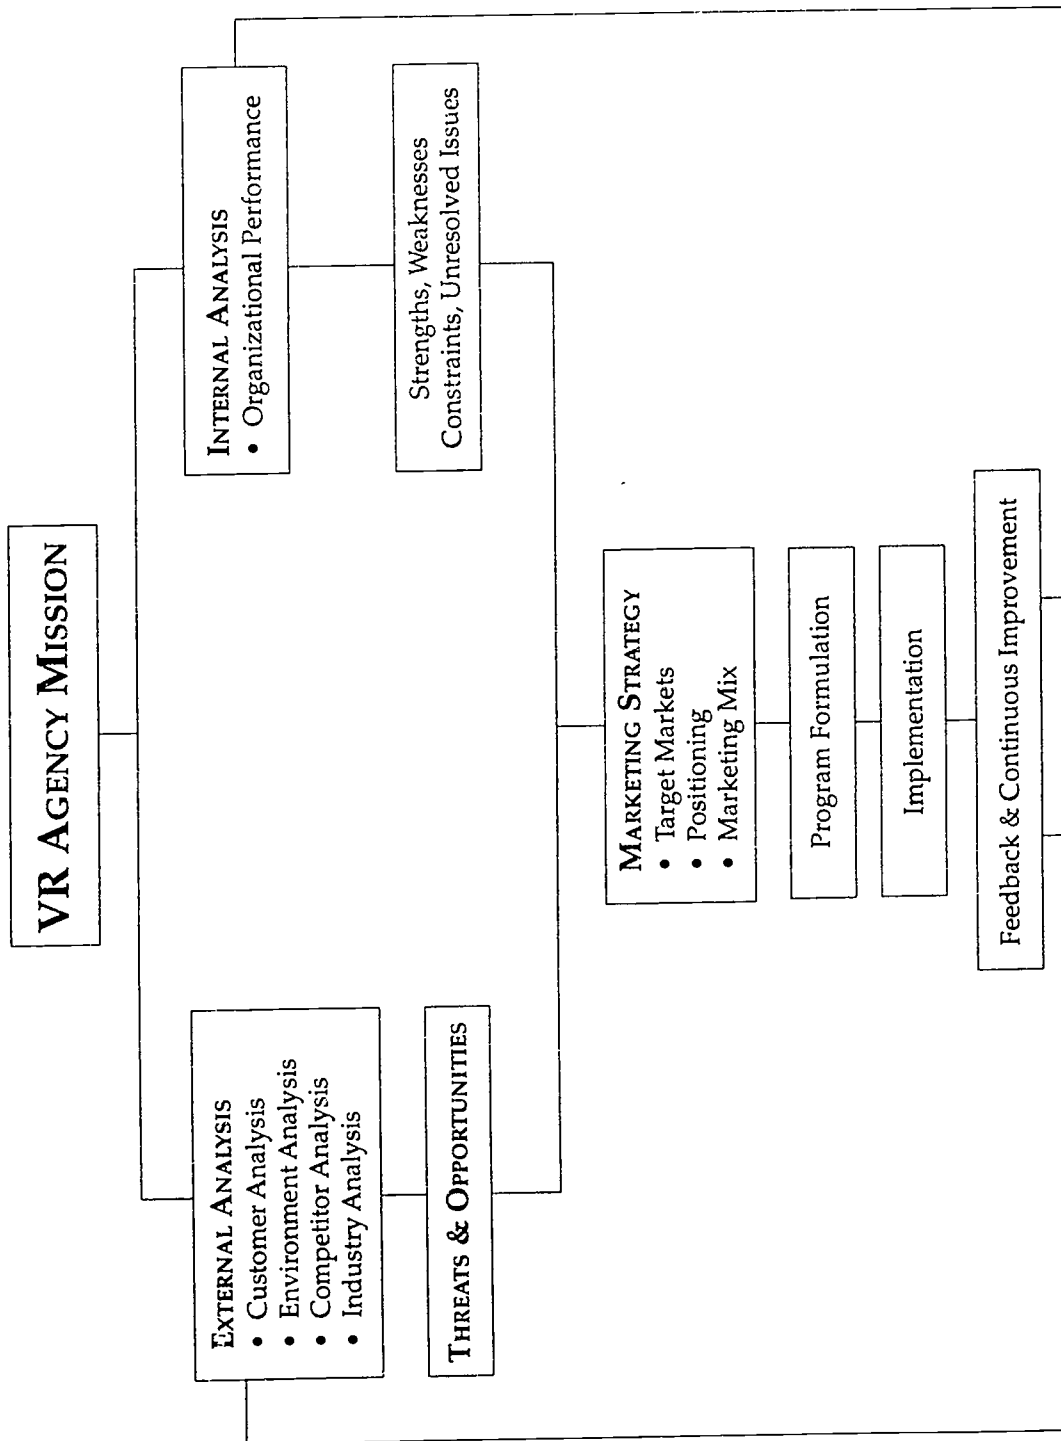 VR AGENCY MISSION
EXTERNAL ANALYSIS
• Customer Analysis
• Environment Analysis
• Competitor Analysis
• Industry Analysis
THREATS & OPPORTUNITIES
INTERNAL ANALYSIS
• Organizational Performance
Strengths, Weaknesses
Constraints, Unresolved Issues
MARKETING STRATEGY
• Target Markets
• Positioning
• Marketing Mix
Program Formulation
Implementation
Feedback & Continuous Improvement